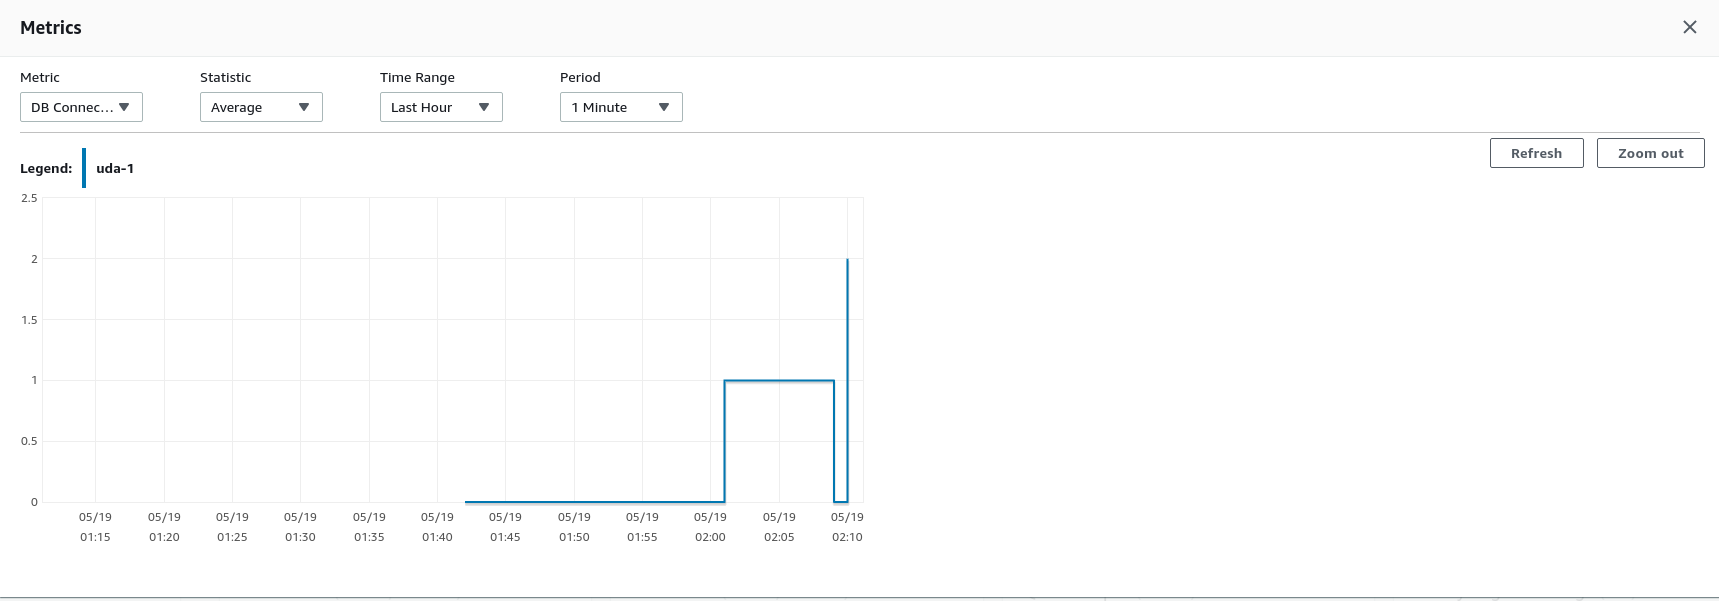 Metrics
Metric Statistic Time Range Period
DB Connec... Average Last Hour 1 Minute
Refresh Zoom out
Legend: uda-1
2.5
2
1.5
1
0.5
0
05/19 05/19 05/19 05/19 05/19 05/19 05/19 05/19 05/19 05/19 05/19 05/19
01:15 01:20 01:25 01:30 01:35 01:40 01:45 01:50 01:55 02:00 02:05 02:10